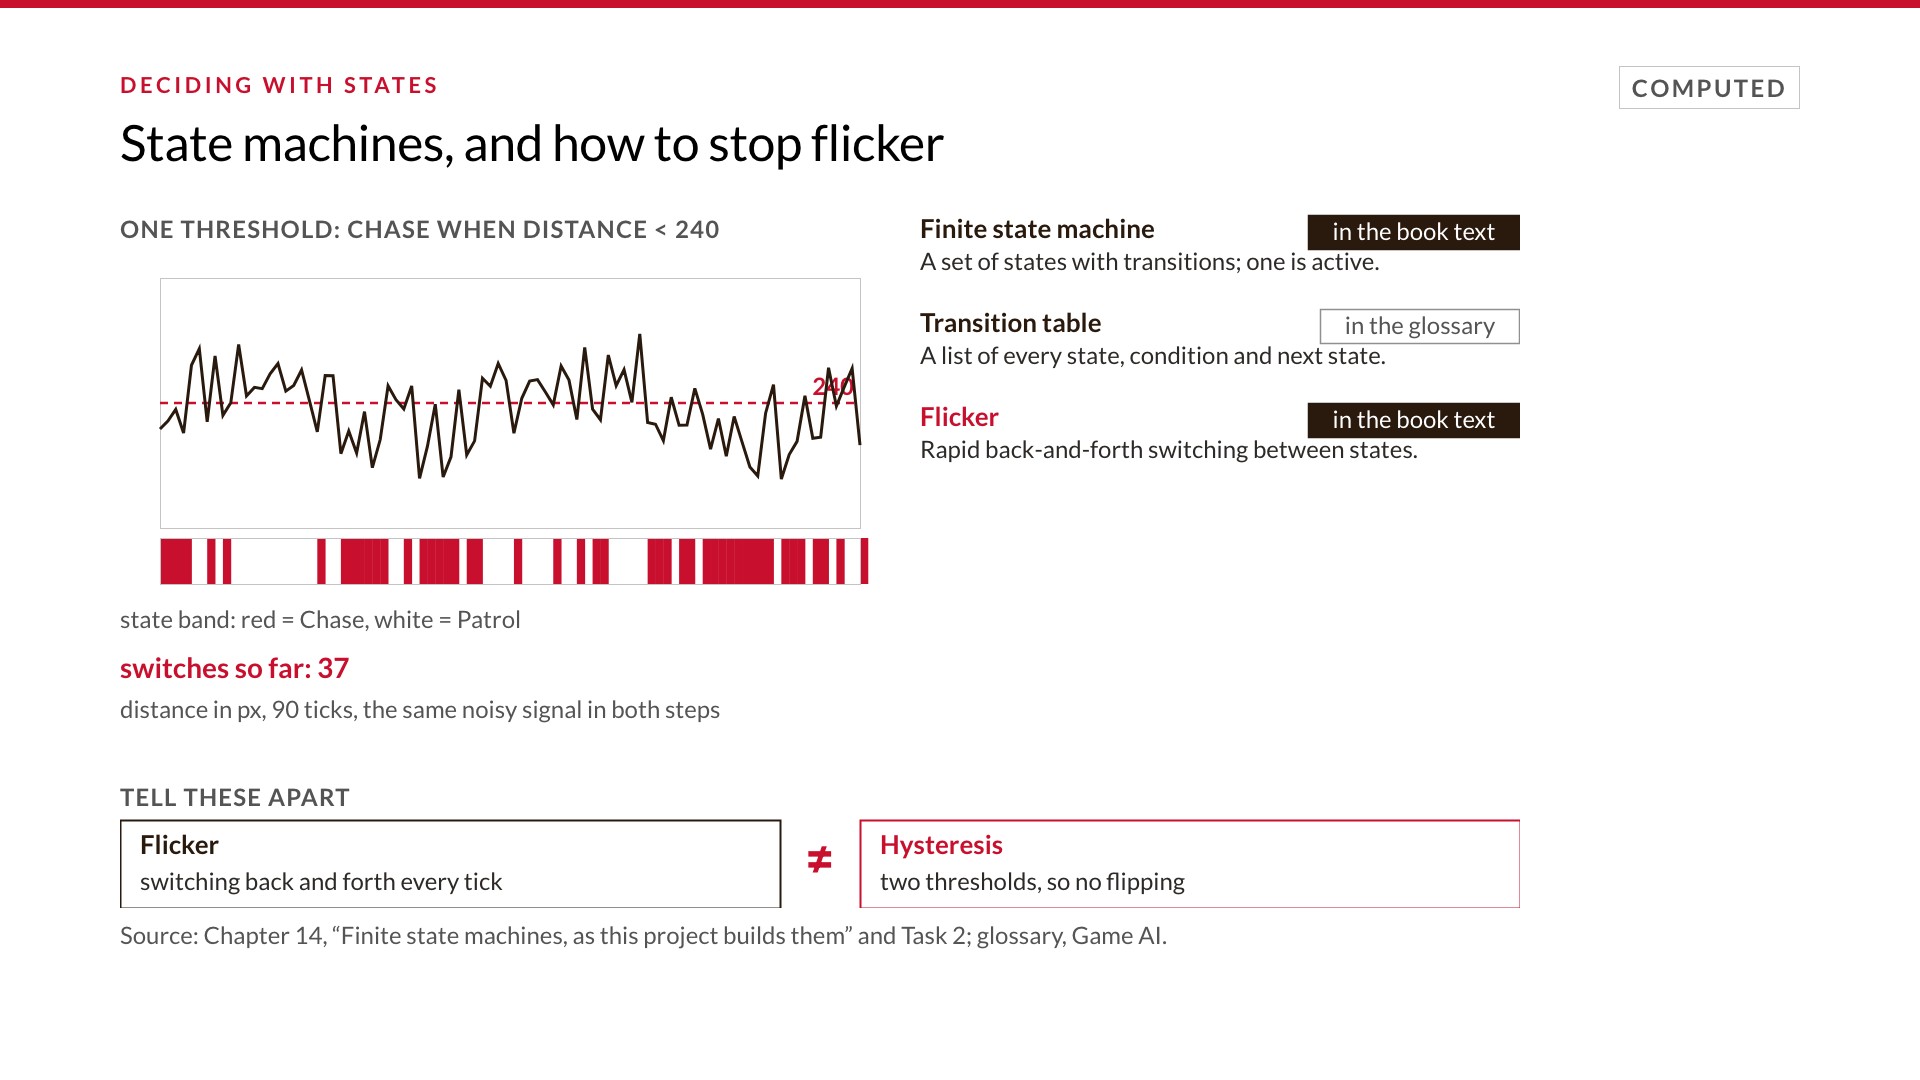 DECIDING WITH STATES
COMPUTED
State machines, and how to stop flicker
ONE THRESHOLD: CHASE WHEN DISTANCE < 240
240
state band: red = Chase, white = Patrol
switches so far: 37
distance in px, 90 ticks, the same noisy signal in both steps
Finite state machine
in the book text
A set of states with transitions; one is active.
Transition table
in the glossary
A list of every state, condition and next state.
Flicker
in the book text
Rapid back-and-forth switching between states.
TELL THESE APART
Flicker
switching back and forth every tick
≠
Hysteresis
two thresholds, so no flipping
Source: Chapter 14, “Finite state machines, as this project builds them” and Task 2; glossary, Game AI.